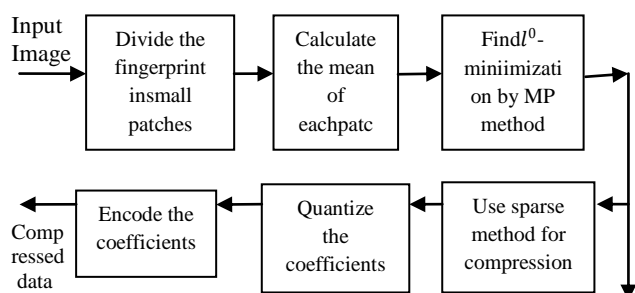 Input
Image
Divide the
fingerprint
insmall
patches
Calculate
the mean
of
eachpatc
Findl⁰-
miniimizati
on by MP
method
Use sparse
method for
compression
Quantize
the
coefficients
Encode the
coefficients
Comp
ressed
data